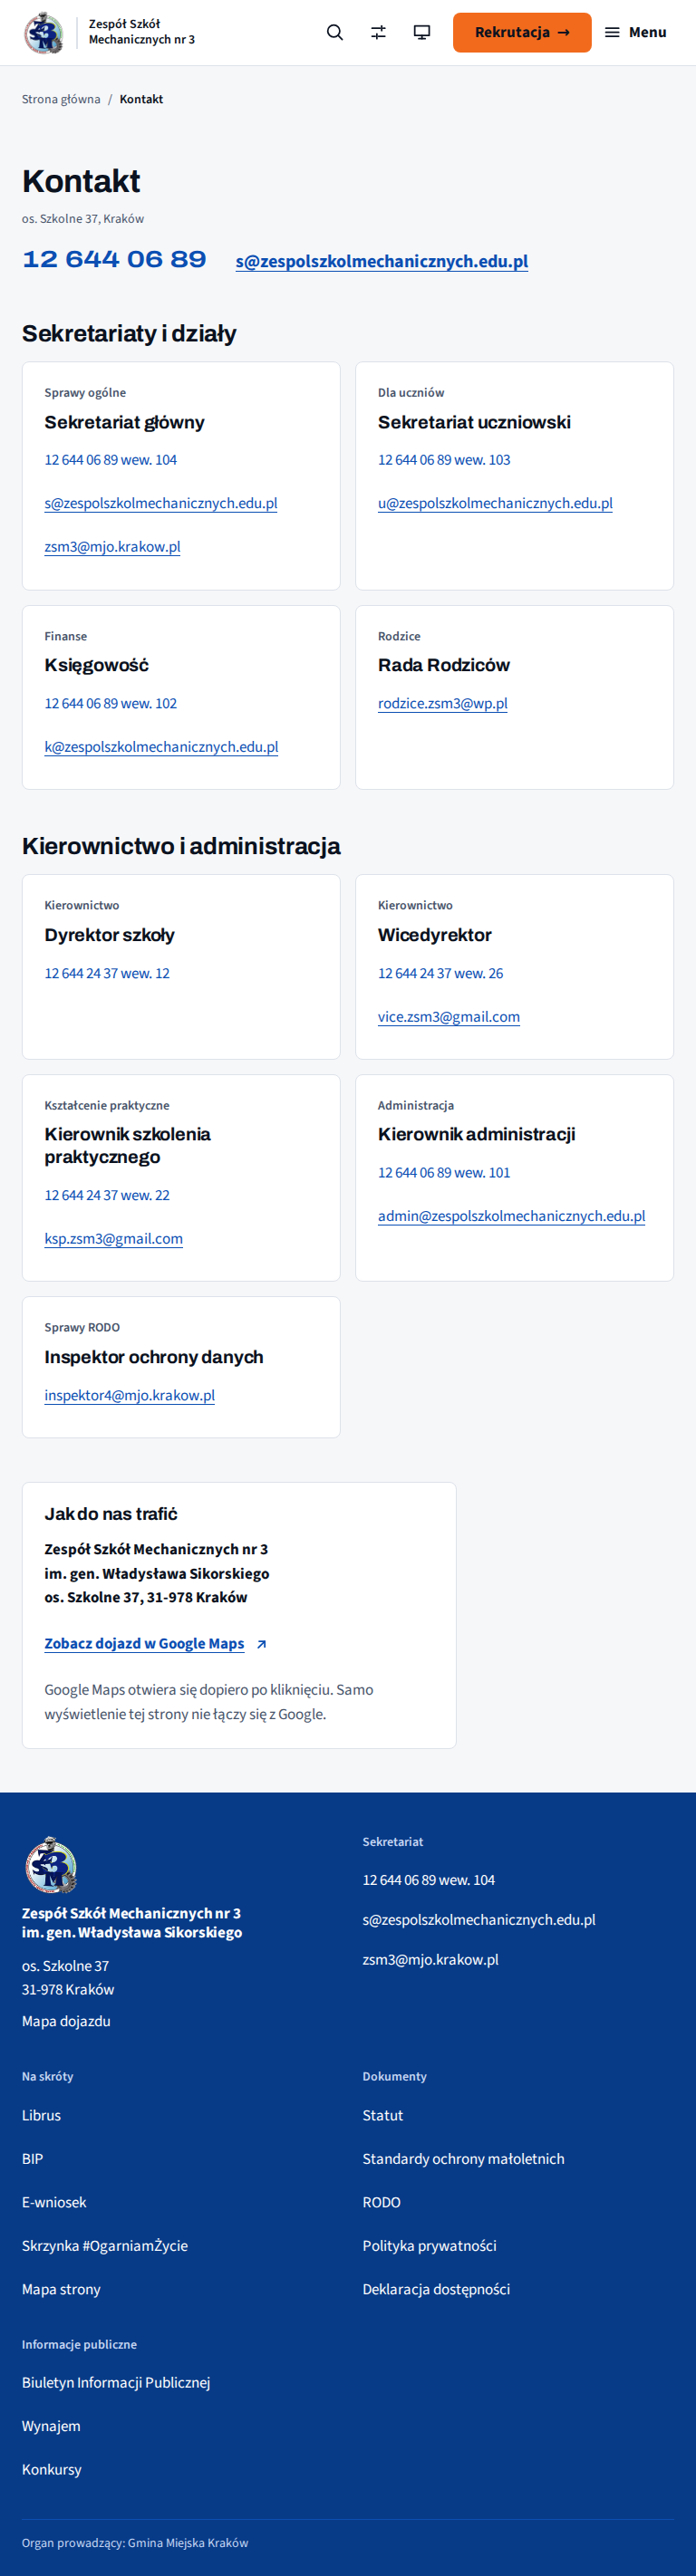 Zespół Szkół
Mechanicznych nr 3
Rekrutacja →
Menu
Strona główna / Kontakt
Kontakt
os. Szkolne 37, Kraków
12 644 06 89
s@zespolszkolmechanicznych.edu.pl
Sekretariaty i działy
Sprawy ogólne
Sekretariat główny
12 644 06 89 wew. 104
s@zespolszkolmechanicznych.edu.pl
zsm3@mjo.krakow.pl
Dla uczniów
Sekretariat uczniowski
12 644 06 89 wew. 103
u@zespolszkolmechanicznych.edu.pl
Finanse
Księgowość
12 644 06 89 wew. 102
k@zespolszkolmechanicznych.edu.pl
Rodzice
Rada Rodziców
rodzice.zsm3@wp.pl
Kierownictwo i administracja
Kierownictwo
Dyrektor szkoły
12 644 24 37 wew. 12
Kierownictwo
Wicedyrektor
12 644 24 37 wew. 26
vice.zsm3@gmail.com
Kształcenie praktyczne
Kierownik szkolenia
praktycznego
12 644 24 37 wew. 22
ksp.zsm3@gmail.com
Administracja
Kierownik administracji
12 644 06 89 wew. 101
admin@zespolszkolmechanicznych.edu.pl
Sprawy RODO
Inspektor ochrony danych
inspektor4@mjo.krakow.pl
Jak do nas trafić
Zespół Szkół Mechanicznych nr 3
im. gen. Władysława Sikorskiego
os. Szkolne 37, 31-978 Kraków
Zobacz dojazd w Google Maps ↗
Google Maps otwiera się dopiero po kliknięciu. Samo
wyświetlenie tej strony nie łączy się z Google.
Zespół Szkół Mechanicznych nr 3
im. gen. Władysława Sikorskiego
os. Szkolne 37
31-978 Kraków
Mapa dojazdu
Sekretariat
12 644 06 89 wew. 104
s@zespolszkolmechanicznych.edu.pl
zsm3@mjo.krakow.pl
Na skróty
Librus
BIP
E-wniosek
Skrzynka #OgarniamŻycie
Mapa strony
Dokumenty
Statut
Standardy ochrony małoletnich
RODO
Polityka prywatności
Deklaracja dostępności
Informacje publiczne
Biuletyn Informacji Publicznej
Wynajem
Konkursy
Organ prowadzący: Gmina Miejska Kraków